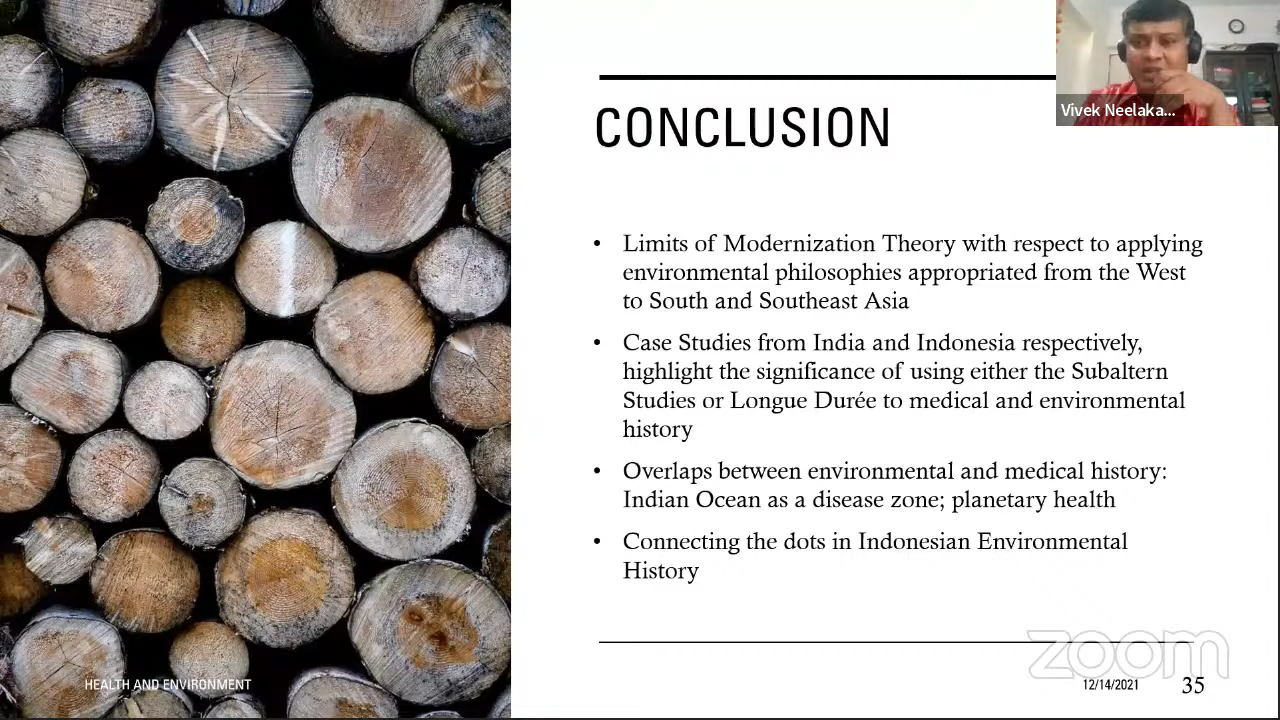 Vivek Neelaka...
CONCLUSION
• Limits of Modernization Theory with respect to applying
environmental philosophies appropriated from the West
to South and Southeast Asia
• Case Studies from India and Indonesia respectively,
highlight the significance of using either the Subaltern
Studies or Longue Durée to medical and environmental
history
• Overlaps between environmental and medical history:
Indian Ocean as a disease zone; planetary health
• Connecting the dots in Indonesian Environmental
History
zoom
HEALTH AND ENVIRONMENT
12/14/2021
35